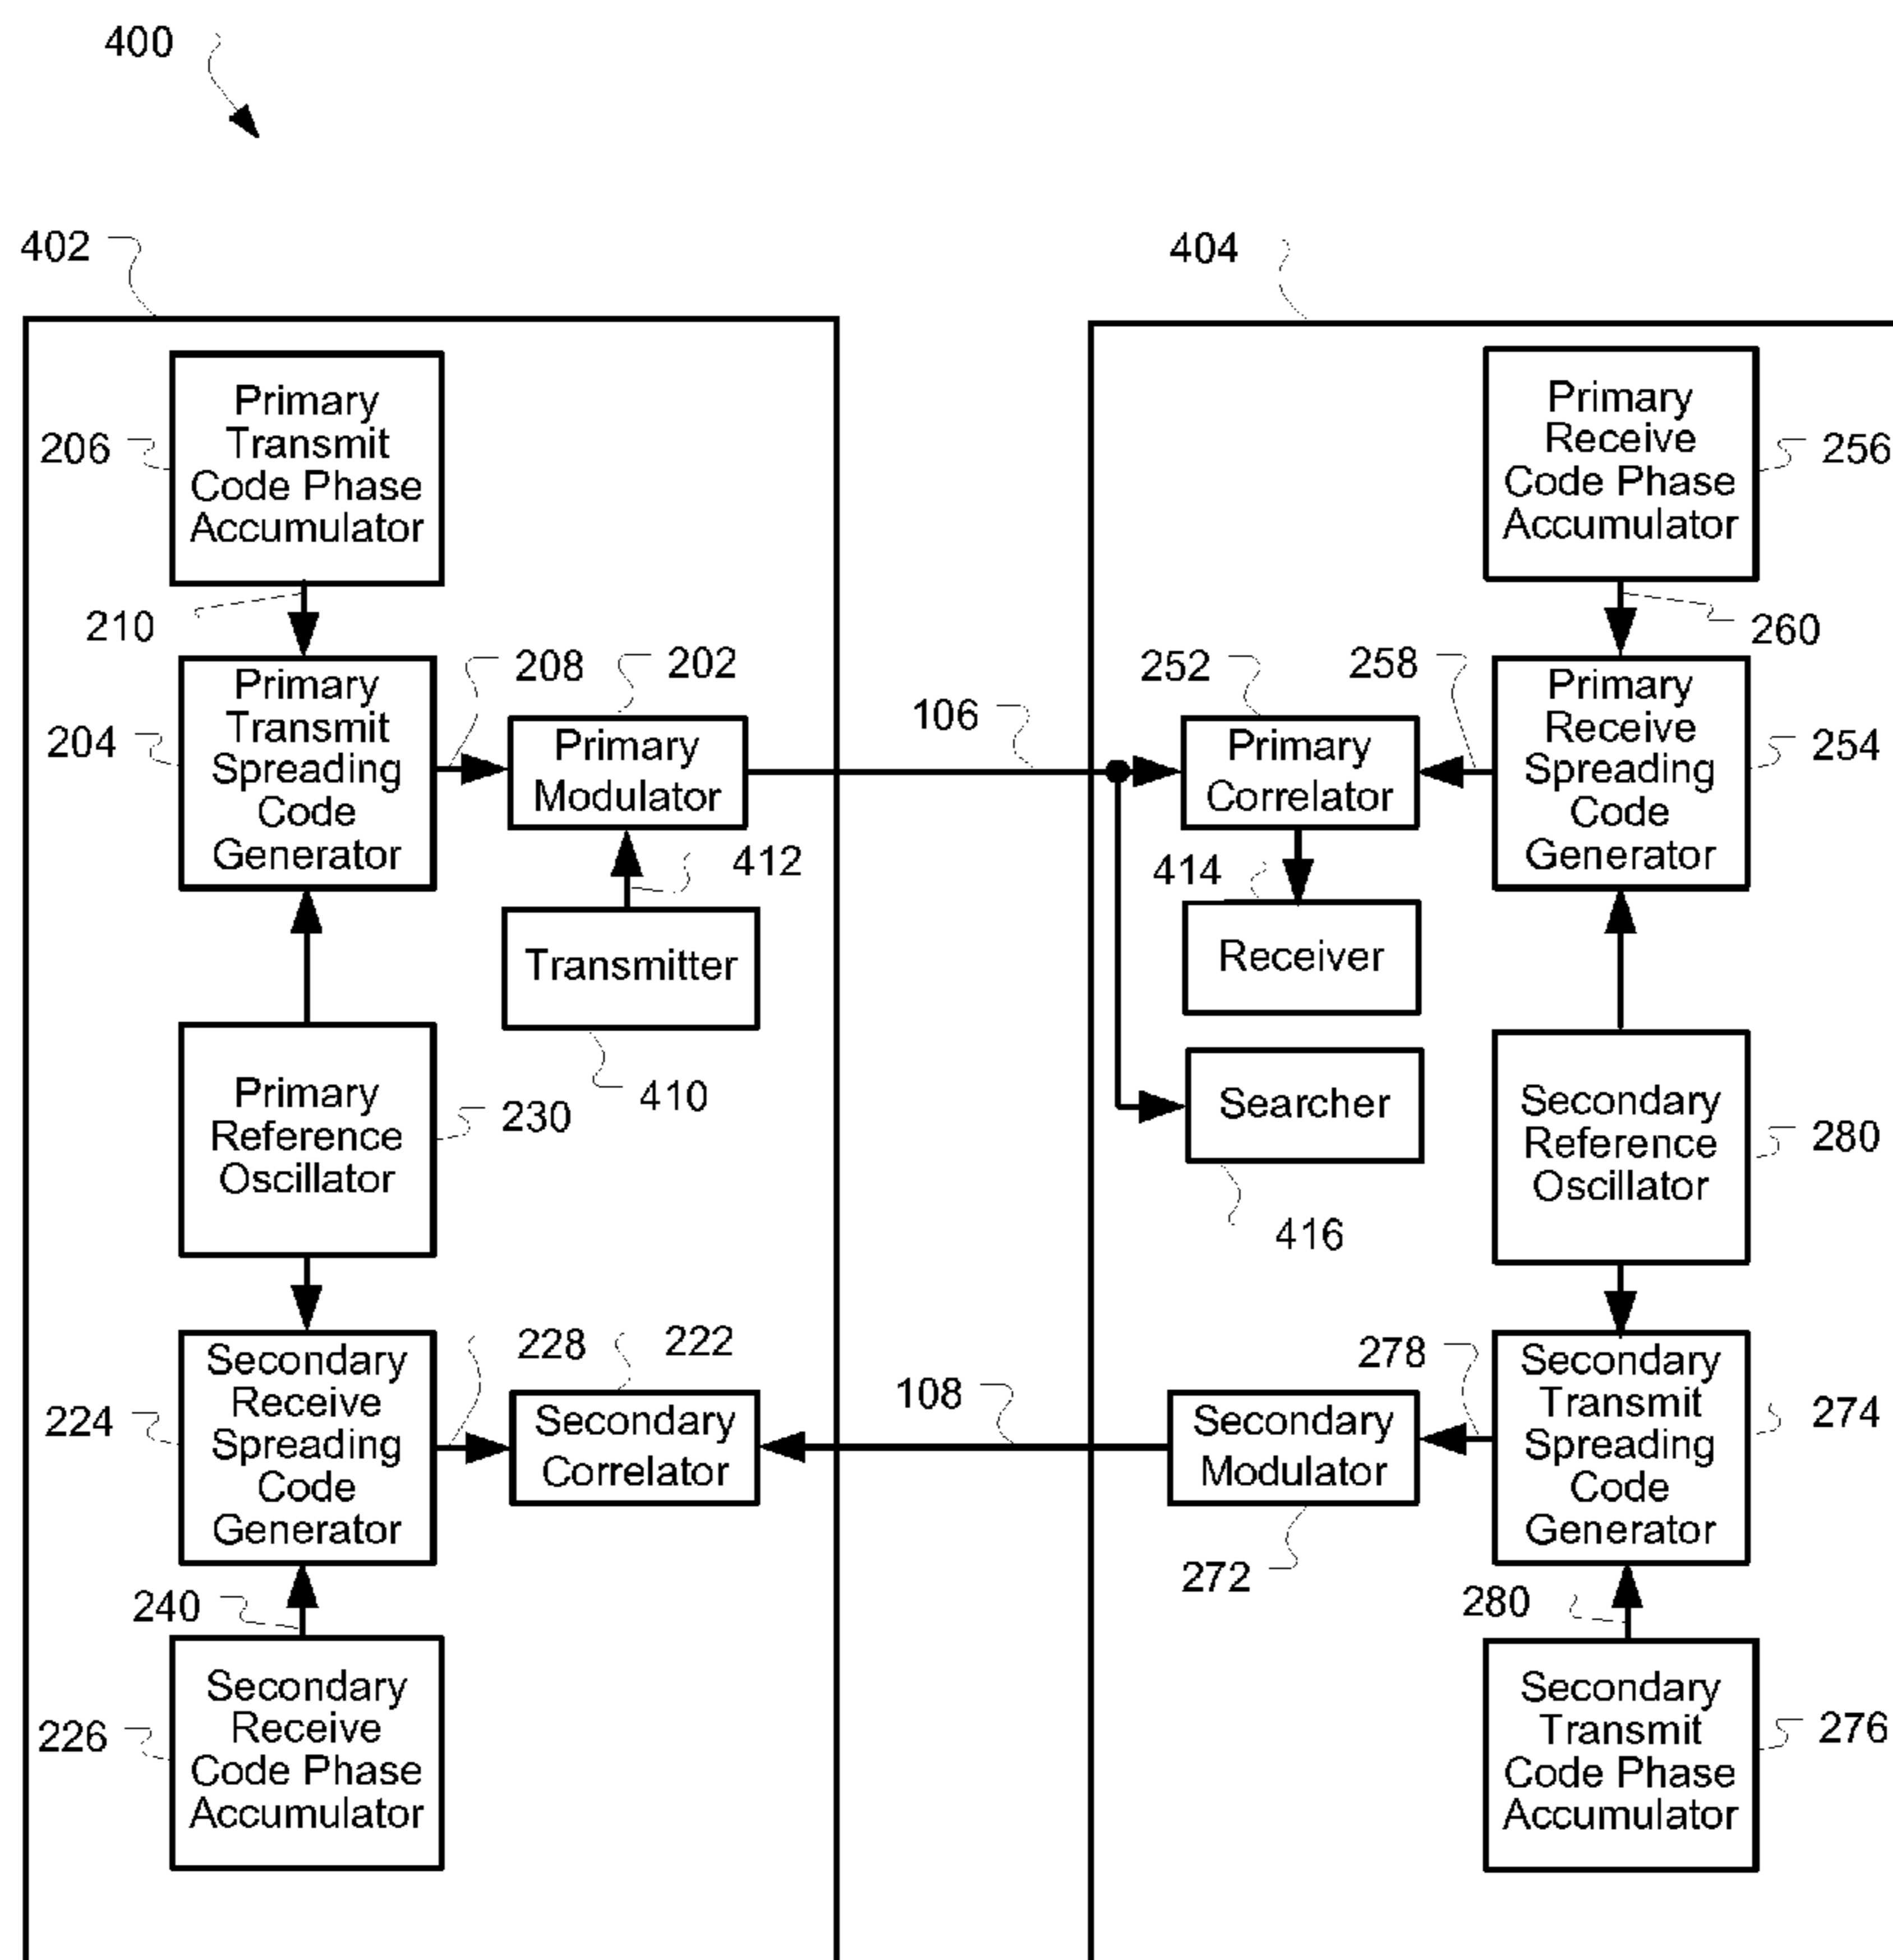 400
402
404
Primary
Transmit
Code Phase
Accumulator
206
Primary
Receive
Code Phase
Accumulator
256
210
260
Primary
Transmit
Spreading
Code
Generator
204
208
202
Primary
Modulator
106
252
Primary
Correlator
258
Primary
Receive
Spreading
Code
Generator
254
412
Transmitter
410
414
Receiver
Searcher
416
Primary
Reference
Oscillator
230
Secondary
Reference
Oscillator
280
Secondary
Receive
Spreading
Code
Generator
224
228
222
Secondary
Correlator
108
Secondary
Modulator
272
278
Secondary
Transmit
Spreading
Code
Generator
274
240
280
Secondary
Receive
Code Phase
Accumulator
226
Secondary
Transmit
Code Phase
Accumulator
276